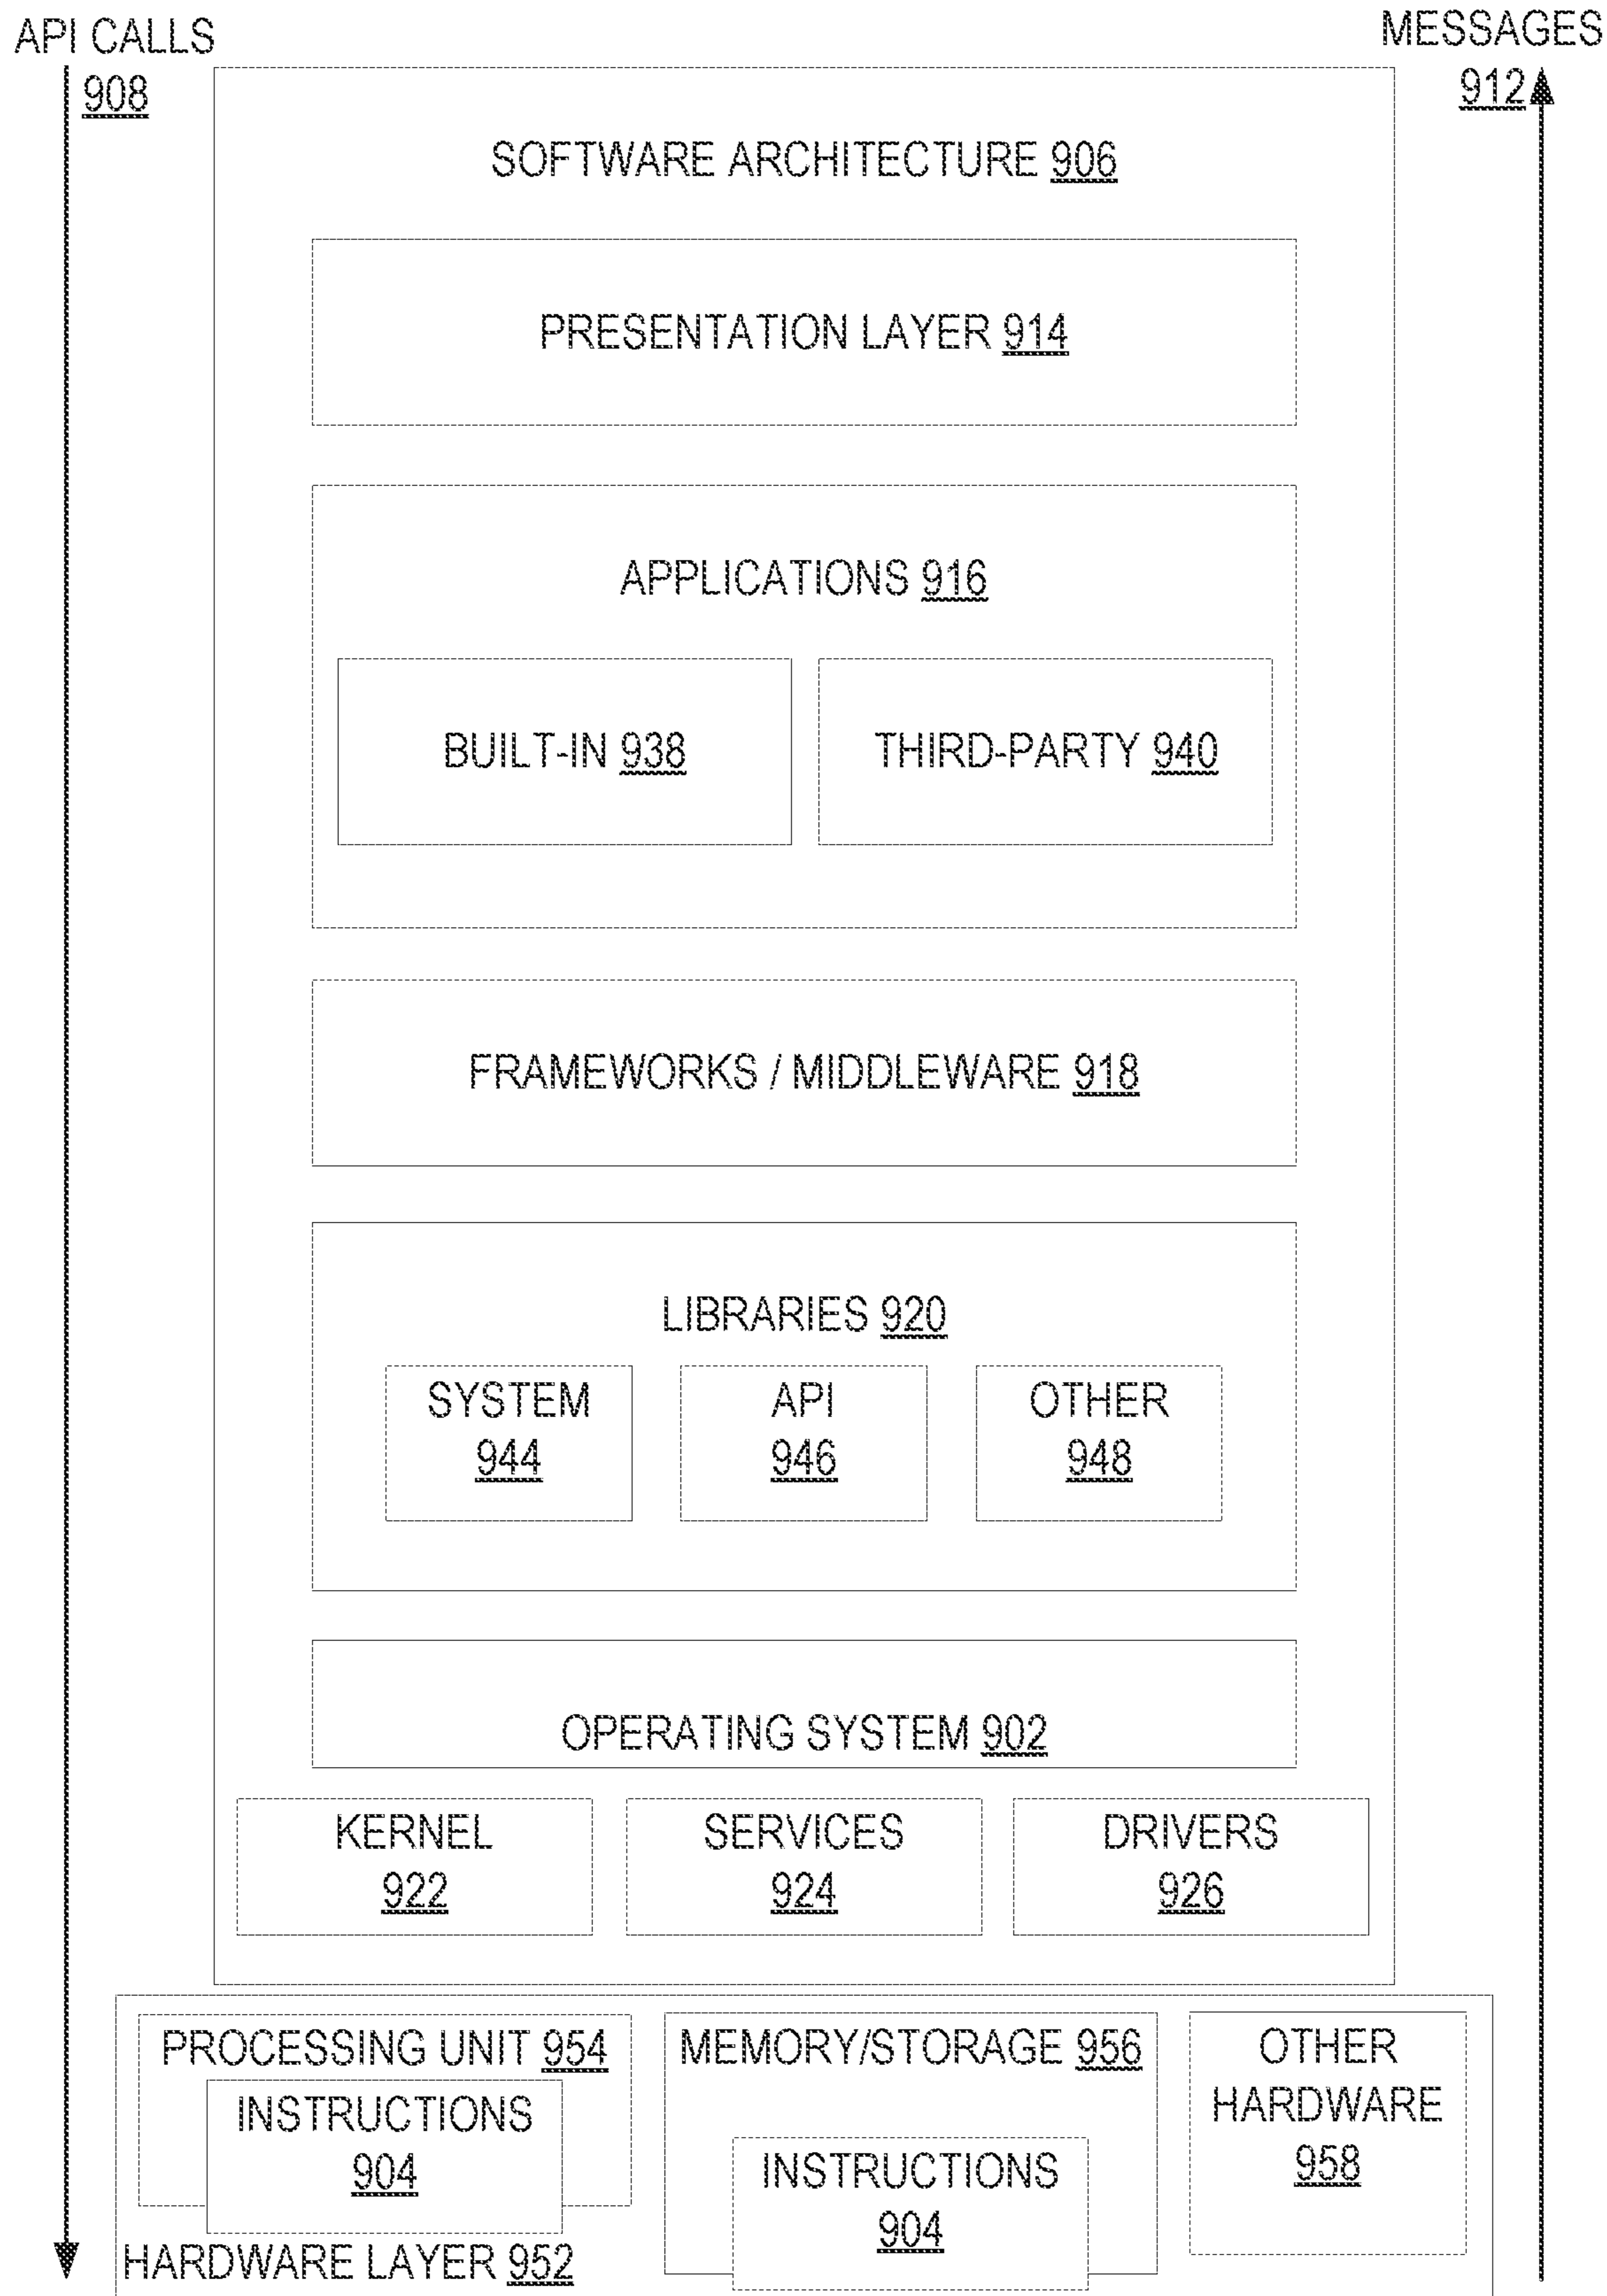 API CALLS
908
MESSAGES
912
SOFTWARE ARCHITECTURE 906
PRESENTATION LAYER 914
APPLICATIONS 916
BUILT-IN 938
THIRD-PARTY 940
FRAMEWORKS / MIDDLEWARE 918
LIBRARIES 920
SYSTEM
944
API
946
OTHER
948
OPERATING SYSTEM 902
KERNEL
922
SERVICES
924
DRIVERS
926
PROCESSING UNIT 954
INSTRUCTIONS
904
MEMORY/STORAGE 956
INSTRUCTIONS
904
OTHER
HARDWARE
958
HARDWARE LAYER 952